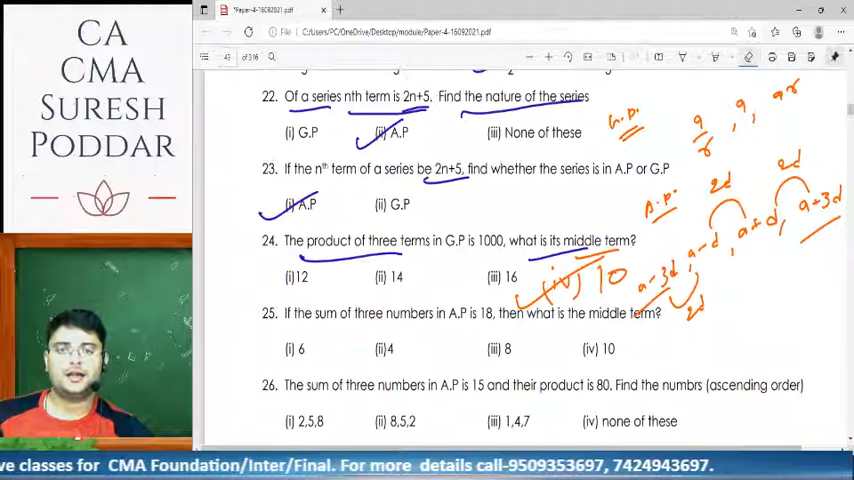 CA
CMA
SURESH
PODDAR
*Paper-4-16092021.pdf
File
C:/Users/PC/OneDrive/Desktop/module/Paper-4-16092021.pdf
43 of 316
22. Of a series nth term is 2n+5. Find the nature of the series
(i) G.P (ii) A.P (iii) None of these
G.P.
a/r, a, ar
23. If the nth term of a series be 2n+5, find whether the series is in A.P or G.P
(i) A.P (ii) G.P
A.P.
2d 2d
a-3d, a-d, a+d, a+3d
2d
24. The product of three terms in G.P is 1000, what is its middle term?
(i)12 (ii) 14 (iii) 16 (iv) 10
25. If the sum of three numbers in A.P is 18, then what is the middle term?
(i) 6 (ii)4 (iii) 8 (iv) 10
26. The sum of three numbers in A.P is 15 and their product is 80. Find the numbrs (ascending order)
(i) 2,5,8 (ii) 8,5,2 (iii) 1,4,7 (iv) none of these
ve classes for CMA Foundation/Inter/Final. For more details call-9509353697, 7424943697.